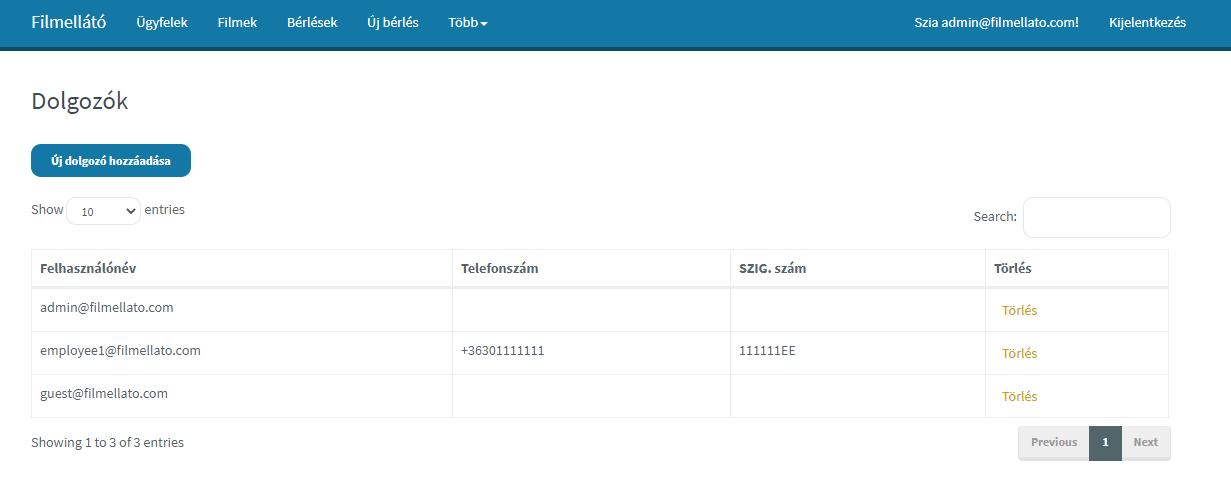 Filmellátó Ügyfelek Filmek Bérlések Új bérlés Több Szia admin@filmellato.com! Kijelentkezés
Dolgozók
Új dolgozó hozzáadása
Show 10 entries
Search:
Felhasználónév Telefonszám SZIG. szám Törlés
admin@filmellato.com Törlés
employee1@filmellato.com +36301111111 111111EE Törlés
guest@filmellato.com Törlés
Showing 1 to 3 of 3 entries Previous 1 Next